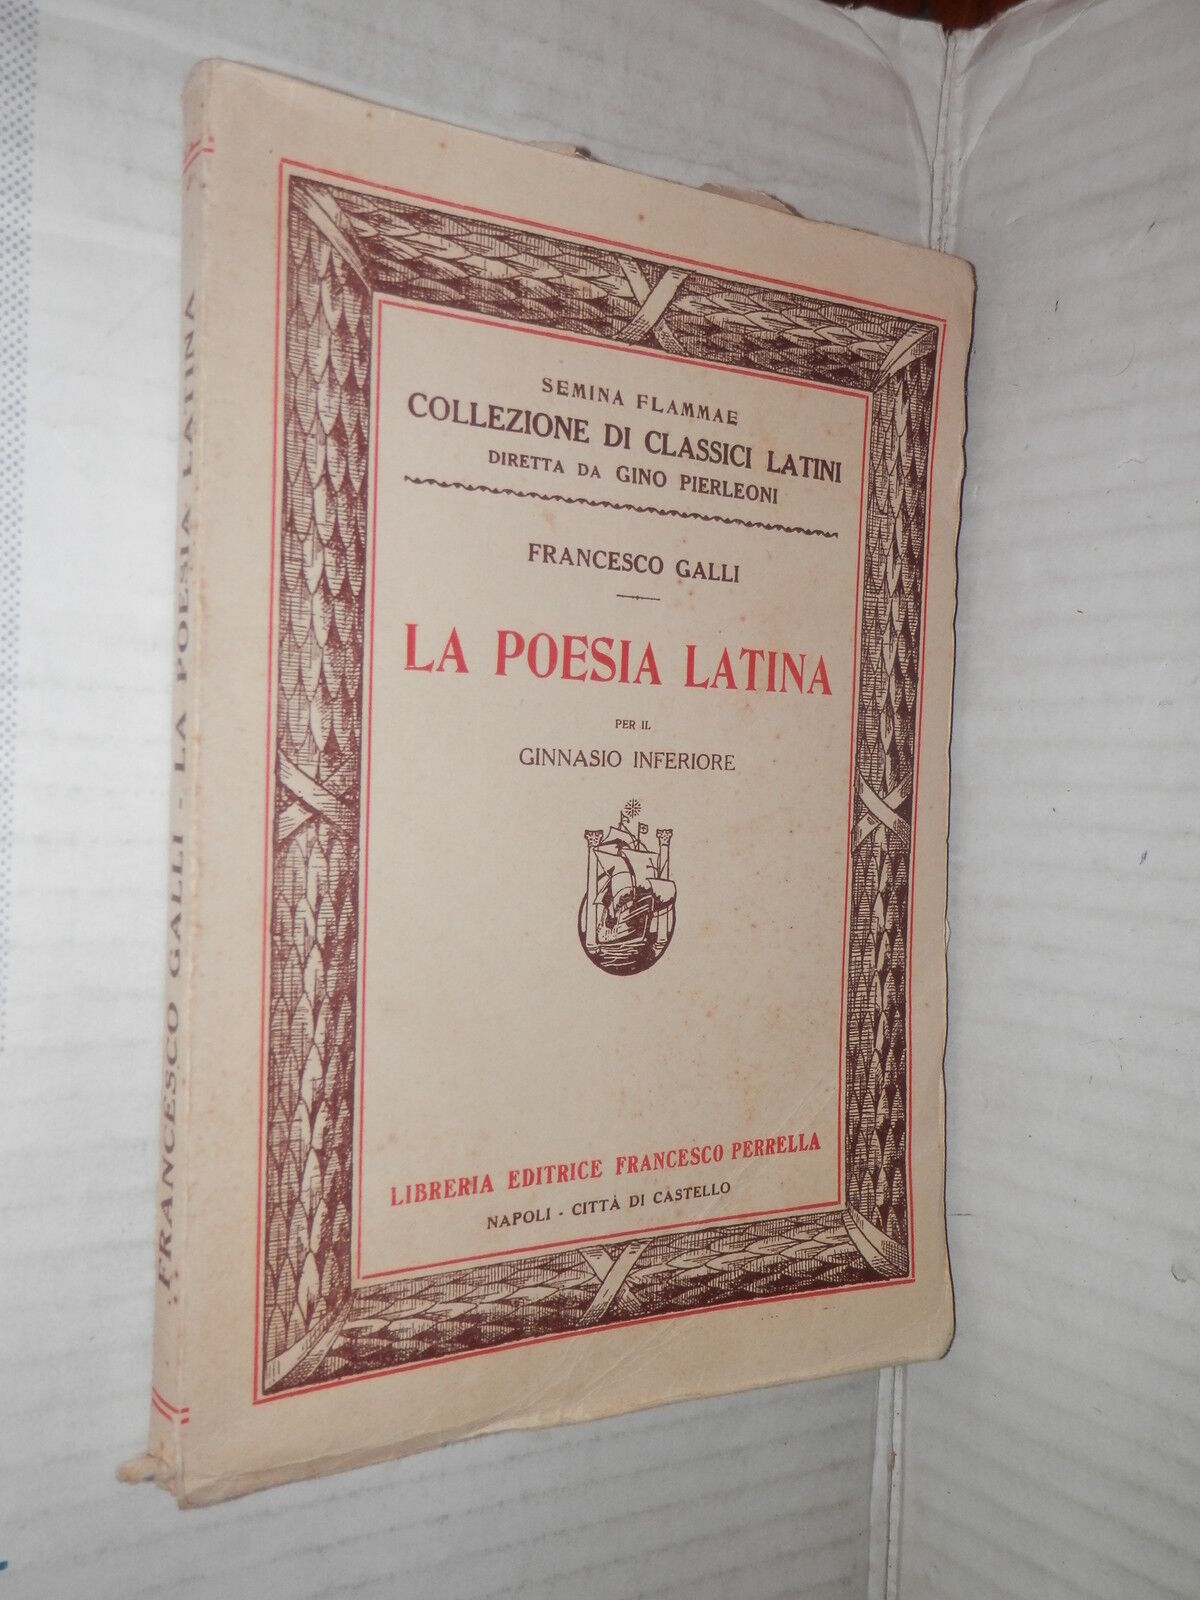 SEMINA FLAMMAE
COLLEZIONE DI CLASSICI LATINI
DIRETTA DA GINO PIERLEONI
FRANCESCO GALLI
LA POESIA LATINA
PER IL
GINNASIO INFERIORE
LIBRERIA EDITRICE FRANCESCO PERRELLA
NAPOLI - CITTÀ DI CASTELLO
FRANCESCO GALLI - LA POESIA LATINA